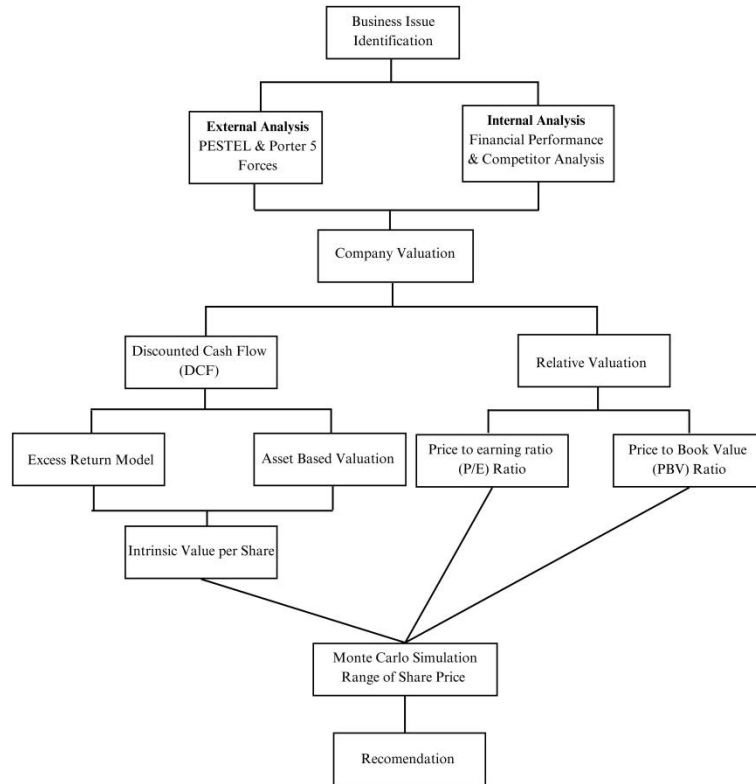 Business Issue
Identification
External Analysis
PESTEL & Porter 5
Forces
Internal Analysis
Financial Performance
& Competitor Analysis
Company Valuation
Discounted Cash Flow
(DCF)
Relative Valuation
Excess Return Model
Asset Based Valuation
Price to earning ratio
(P/E) Ratio
Price to Book Value
(PBV) Ratio
Intrinsic Value per Share
Monte Carlo Simulation
Range of Share Price
Recomendation